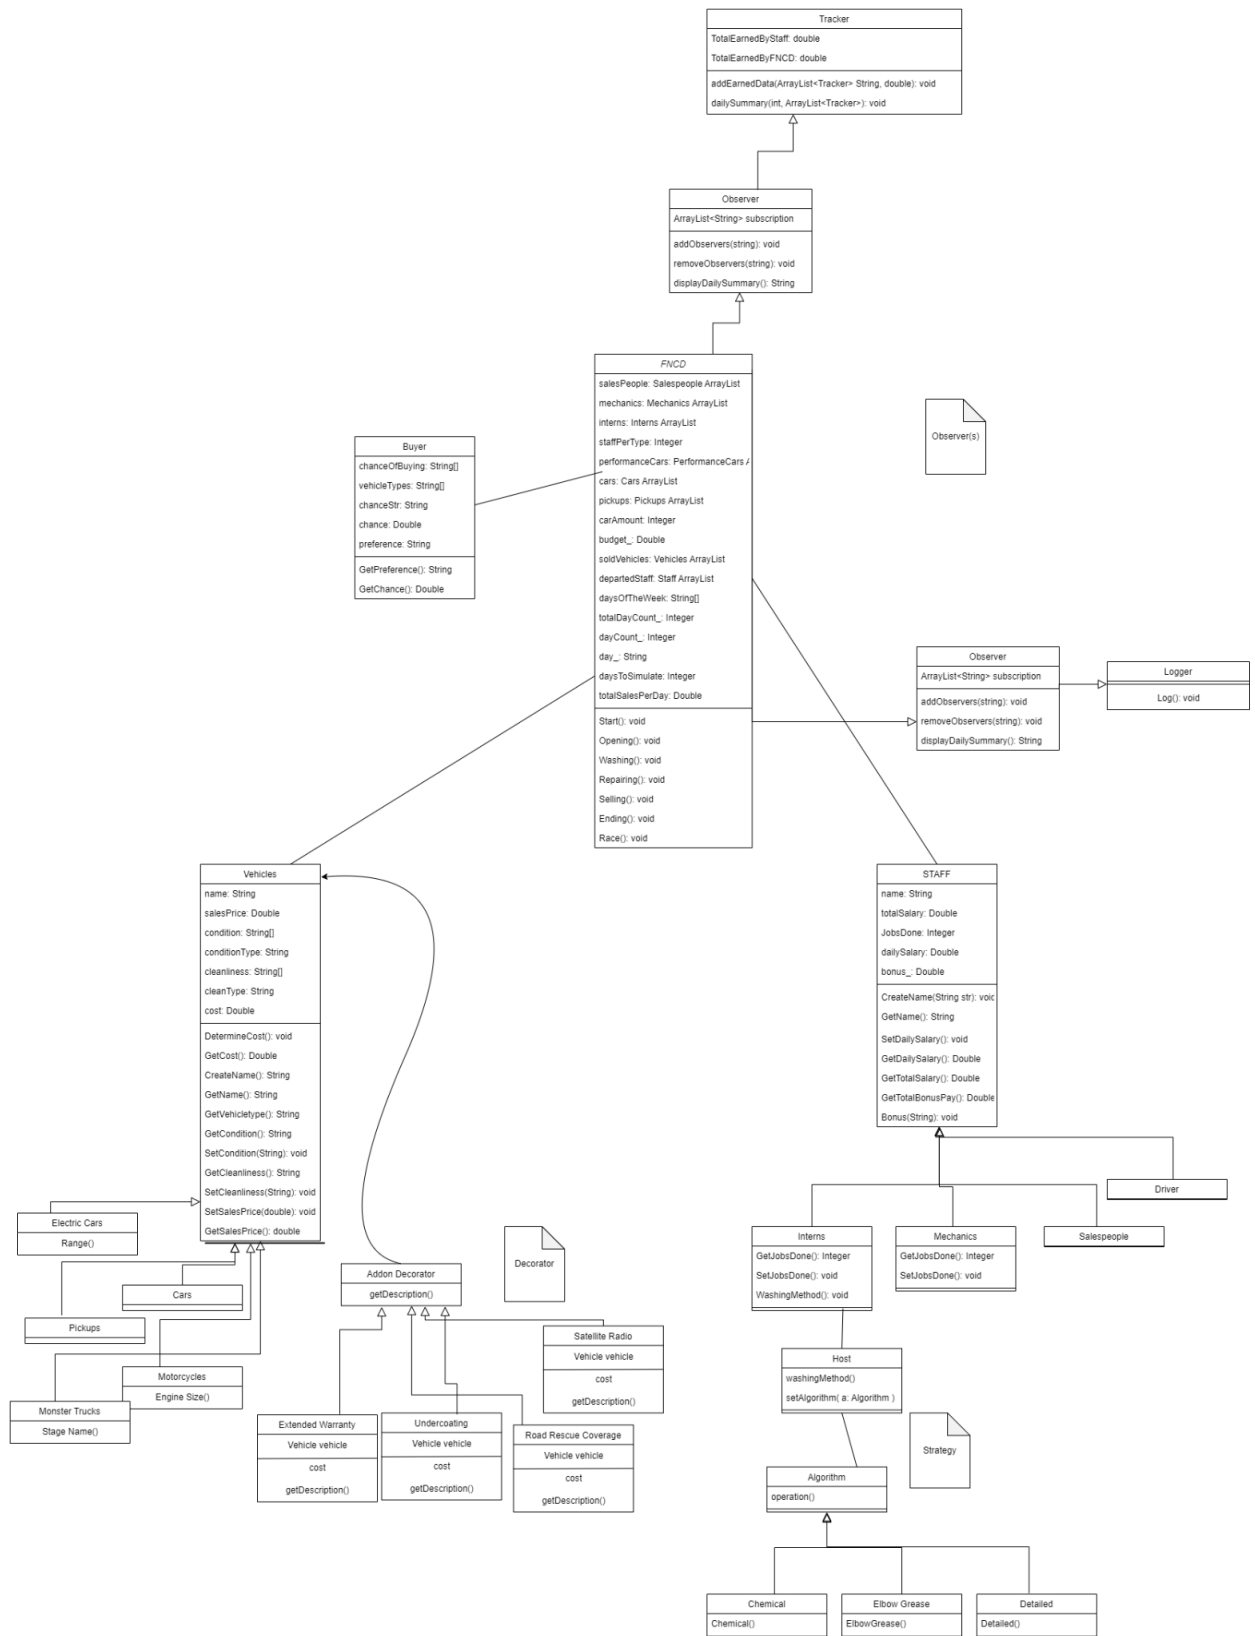 Tracker
TotalEarnedByStaff: double
TotalEarnedByFNCD: double
addEarnedData(ArrayList<Tracker> String, double): void
dailySummary(int, ArrayList<Tracker>): void
Observer
ArrayList<String> subscription
addObservers(string): void
removeObservers(string): void
displayDailySummary(): String
FNCD
salesPeople: Salespeople ArrayList
mechanics: Mechanics ArrayList
interns: Interns ArrayList
staffPerType: Integer
performanceCars: PerformanceCars A
cars: Cars ArrayList
pickups: Pickups ArrayList
carAmount: Integer
budget_: Double
soldVehicles: Vehicles ArrayList
departedStaff: Staff ArrayList
daysOfTheWeek: String[]
totalDayCount_: Integer
dayCount_: Integer
day_: String
daysToSimulate: Integer
totalSalesPerDay: Double
Start(): void
Opening(): void
Washing(): void
Repairing(): void
Selling(): void
Ending(): void
Race(): void
Observer(s)
Buyer
chanceOfBuying: String[]
vehicleTypes: String[]
chanceStr: String
chance: Double
preference: String
GetPreference(): String
GetChance(): Double
Observer
ArrayList<String> subscription
addObservers(string): void
removeObservers(string): void
displayDailySummary(): String
Logger
Log(): void
Vehicles
name: String
salesPrice: Double
condition: String[]
conditionType: String
cleanliness: String[]
cleanType: String
cost: Double
DetermineCost(): void
GetCost(): Double
CreateName(): String
GetName(): String
GetVehicletype(): String
GetCondition(): String
SetCondition(String): void
GetCleanliness(): String
SetCleanliness(String): void
SetSalesPrice(double): void
GetSalesPrice(): double
STAFF
name: String
totalSalary: Double
JobsDone: Integer
dailySalary: Double
bonus_: Double
CreateName(String str): void
GetName(): String
SetDailySalary(): void
GetDailySalary(): Double
GetTotalSalary(): Double
GetTotalBonusPay(): Double
Bonus(String): void
Driver
Electric Cars
Range()
Cars
Pickups
Motorcycles
Engine Size()
Monster Trucks
Stage Name()
Addon Decorator
getDescription()
Decorator
Satellite Radio
Vehicle vehicle
cost
getDescription()
Extended Warranty
Vehicle vehicle
cost
getDescription()
Undercoating
Vehicle vehicle
cost
getDescription()
Road Rescue Coverage
Vehicle vehicle
cost
getDescription()
Interns
GetJobsDone(): Integer
SetJobsDone(): void
WashingMethod(): void
Mechanics
GetJobsDone(): Integer
SetJobsDone(): void
Salespeople
Host
washingMethod()
setAlgorithm( a: Algorithm )
Strategy
Algorithm
operation()
Chemical
Chemical()
Elbow Grease
ElbowGrease()
Detailed
Detailed()